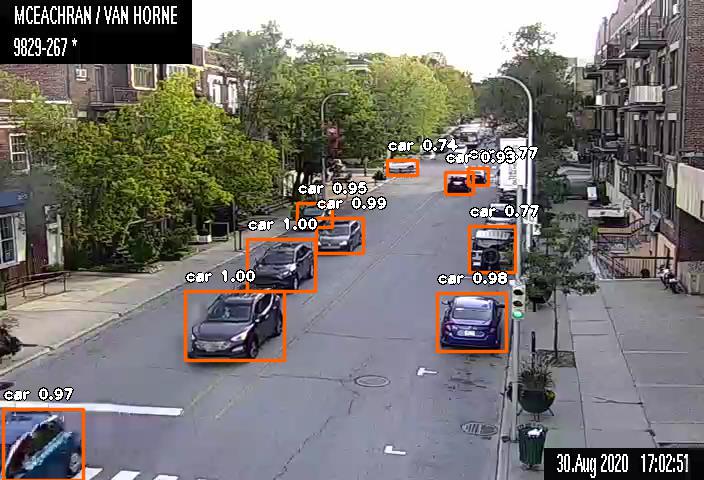 MCEACHRAN / VAN HORNE
9829-267 *
car 0.74
car 0.93
0.77
car 0.95
car 0.99
car 1.00
car 0.77
car 1.00
car 0.98
car 0.97
30.Aug 2020 17:02:51